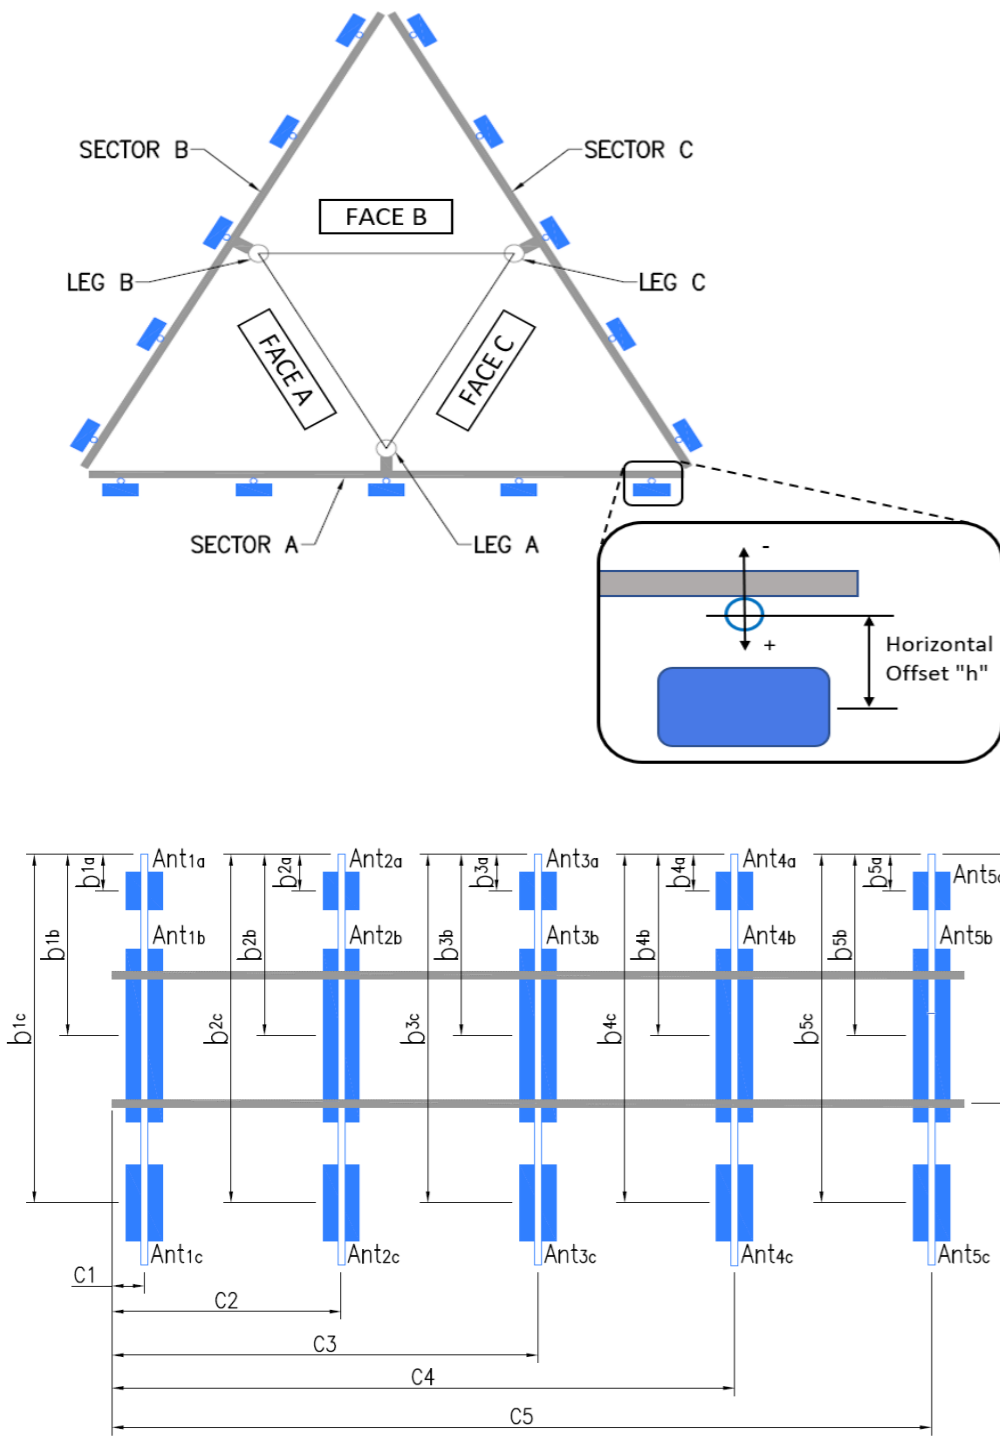 SECTOR B
SECTOR C
FACE B
LEG B
LEG C
FACE A
FACE C
SECTOR A
LEG A
-
+
Horizontal
Offset "h"
Ant1a
Ant2a
Ant3a
Ant4a
Ant5c
b1a
b2a
b3a
b4a
b5a
Ant1b
Ant2b
Ant3b
Ant4b
Ant5b
b1b
b2b
b3b
b4b
b5b
b1c
b2c
b3c
b4c
b5c
Ant1c
Ant2c
Ant3c
Ant4c
Ant5c
C1
C2
C3
C4
C5